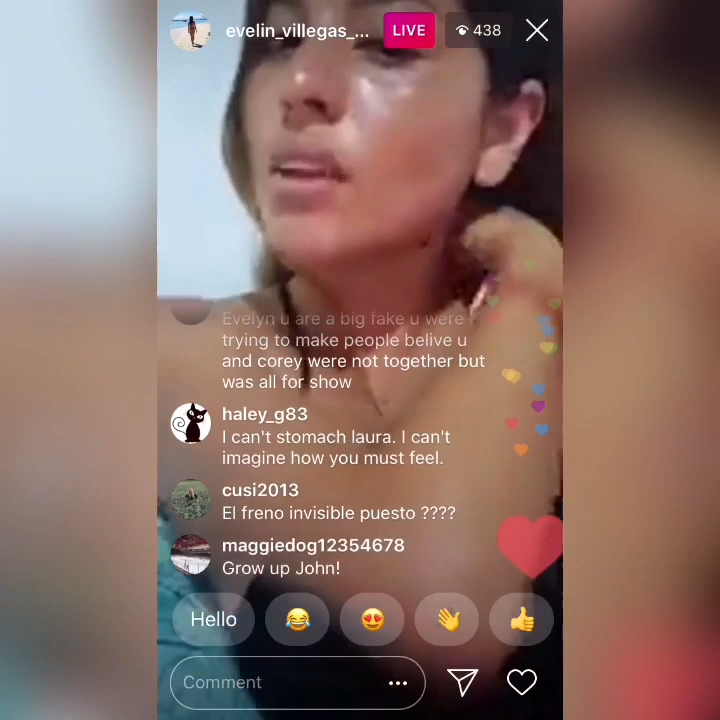 evelin_villegas_...
LIVE
438
Evelyn u are a big fake u were
trying to make people belive u
and corey were not together but
was all for show
haley_g83
I can't stomach laura. I can't
imagine how you must feel.
cusi2013
El freno invisible puesto ????
maggiedog12354678
Grow up John!
Hello
Comment